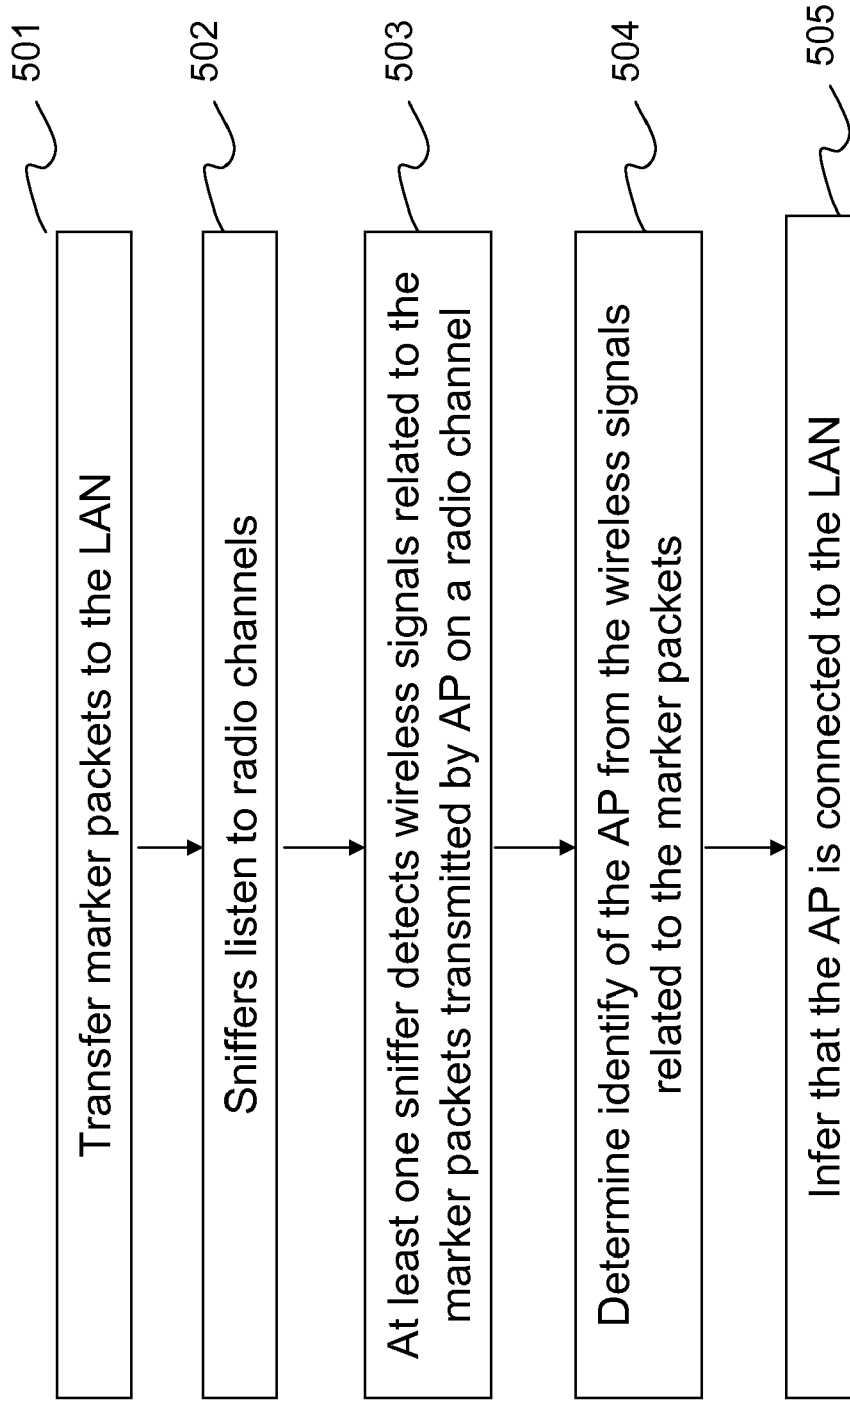 Transfer marker packets to the LAN
501
Sniffers listen to radio channels
502
At least one sniffer detects wireless signals related to the
marker packets transmitted by AP on a radio channel
503
Determine identify of the AP from the wireless signals
related to the marker packets
504
Infer that the AP is connected to the LAN
505